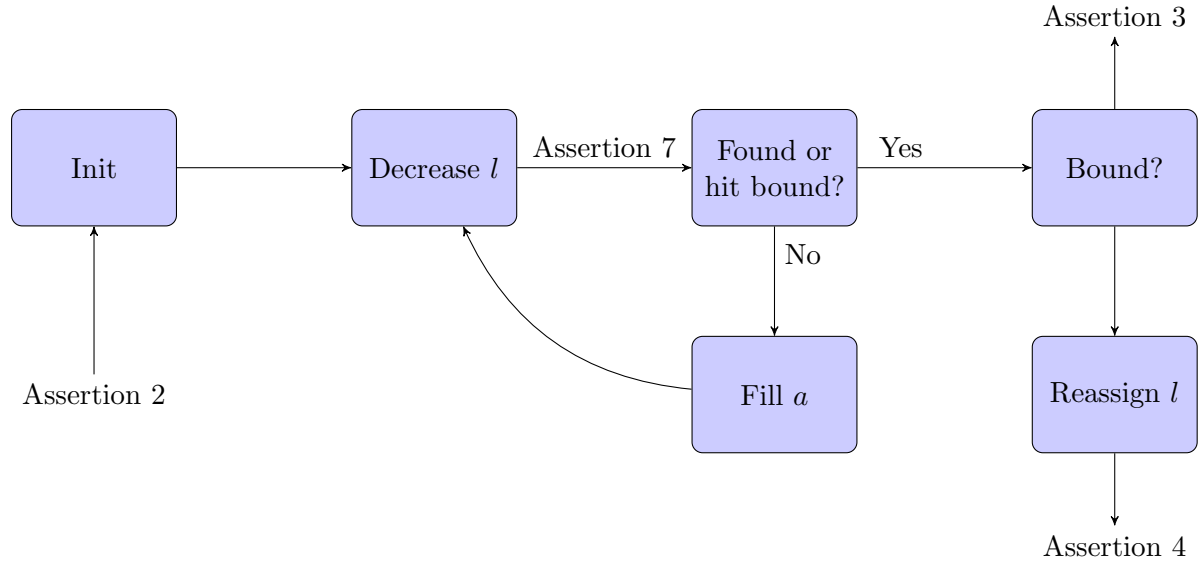 Assertion 3
Init
Decrease l
Assertion 7
Found or
hit bound?
Yes
Bound?
No
Assertion 2
Fill a
Reassign l
Assertion 4